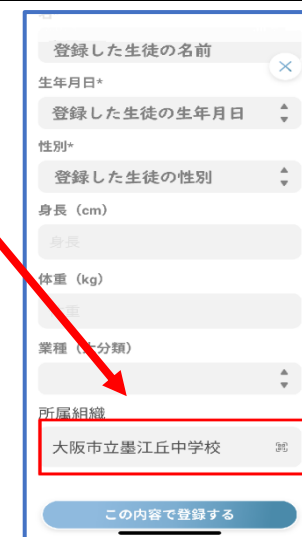 登録した生徒の名前
生年月日*
登録した生徒の生年月日
性別*
登録した生徒の性別
身長（cm）
身長
体重（kg）
業種（大分類）
所属組織
大阪市立墨江丘中学校
この内容で登録する